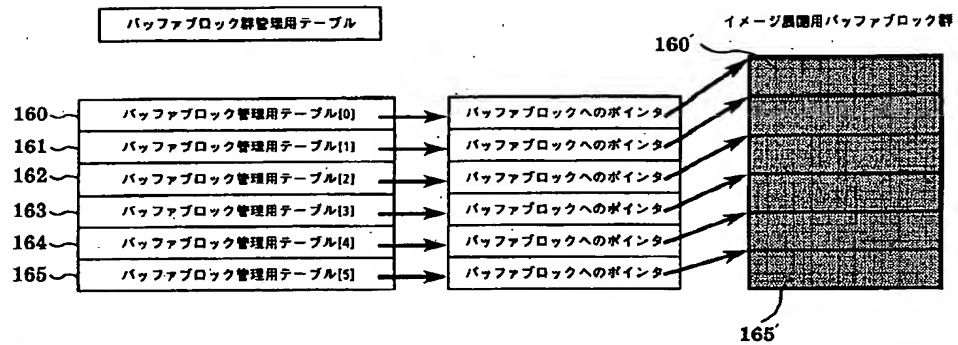 バッファブロック群管理用テーブル
イメージ展開用バッファブロック群
160´
160 バッファブロック管理用テーブル[0] バッファブロックへのポインタ
161 バッファブロック管理用テーブル[1] バッファブロックへのポインタ
162 バッファブロック管理用テーブル[2] バッファブロックへのポインタ
163 バッファブロック管理用テーブル[3] バッファブロックへのポインタ
164 バッファブロック管理用テーブル[4] バッファブロックへのポインタ
165 バッファブロック管理用テーブル[5] バッファブロックへのポインタ
165´